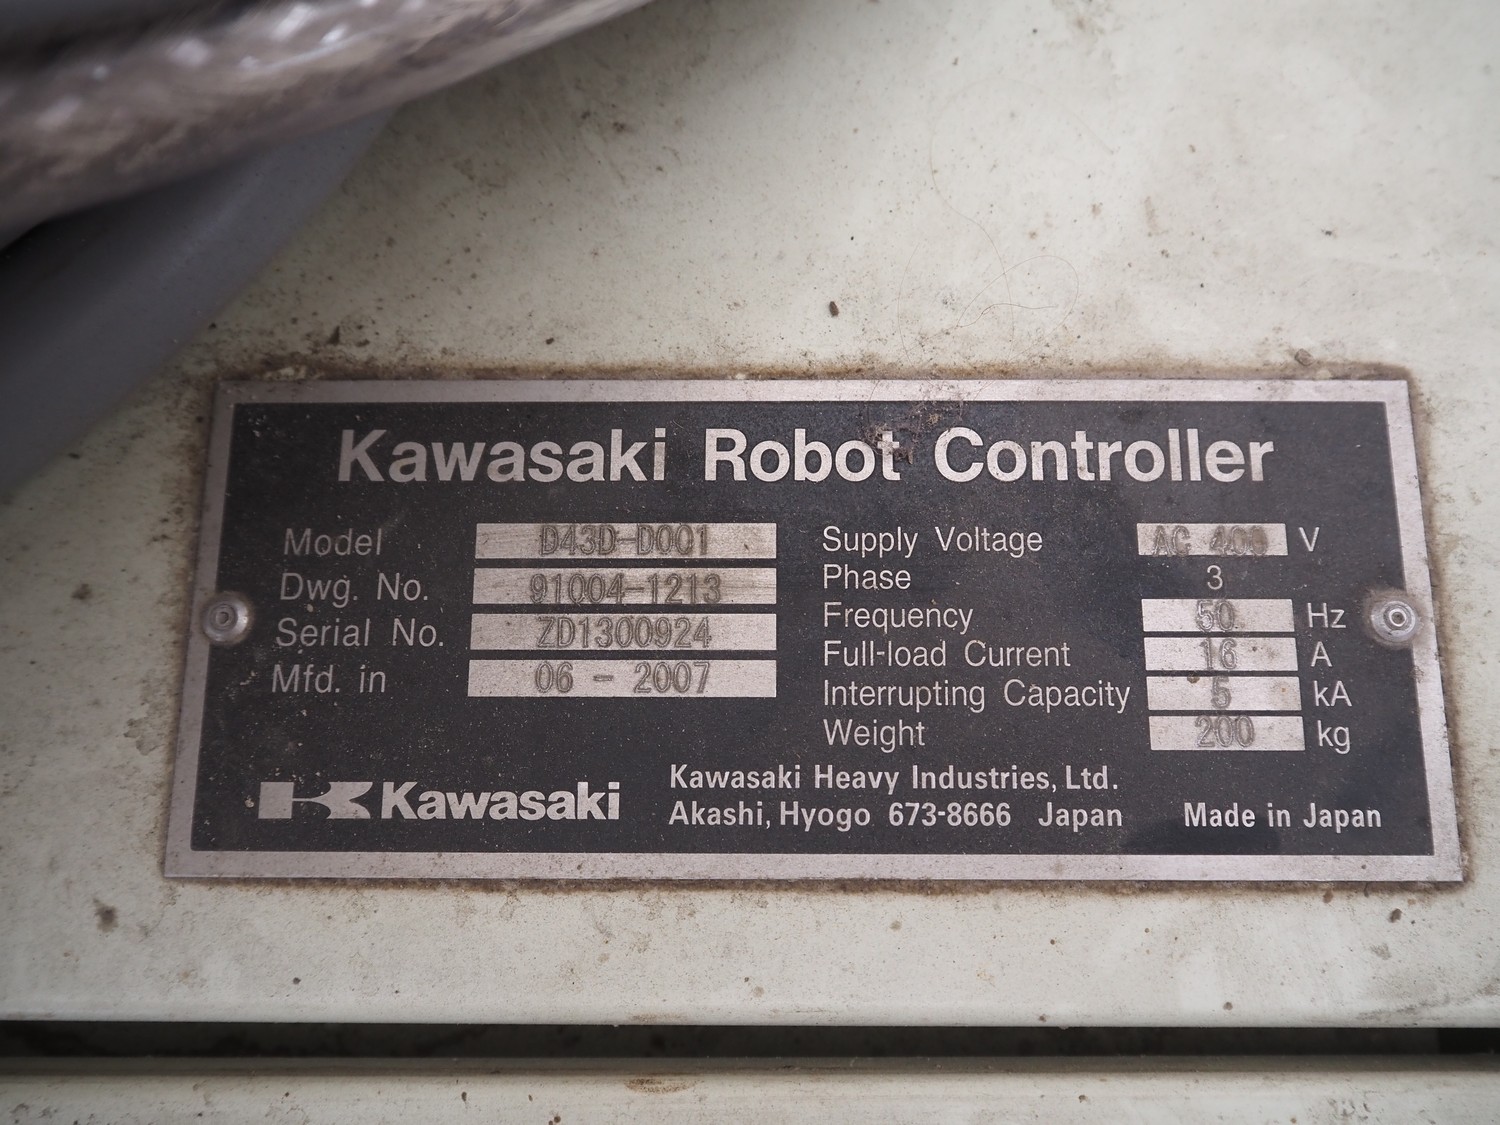 Kawasaki Robot Controller
Model D43D-D001
Dwg. No. 91004-1213
Serial No. ZD1300924
Mfd. in 06 - 2007
Supply Voltage AC 400 V
Phase 3
Frequency 50 Hz
Full-load Current 16 A
Interrupting Capacity 5 kA
Weight 200 kg
Kawasaki
Kawasaki Heavy Industries, Ltd.
Akashi, Hyogo 673-8666 Japan Made in Japan